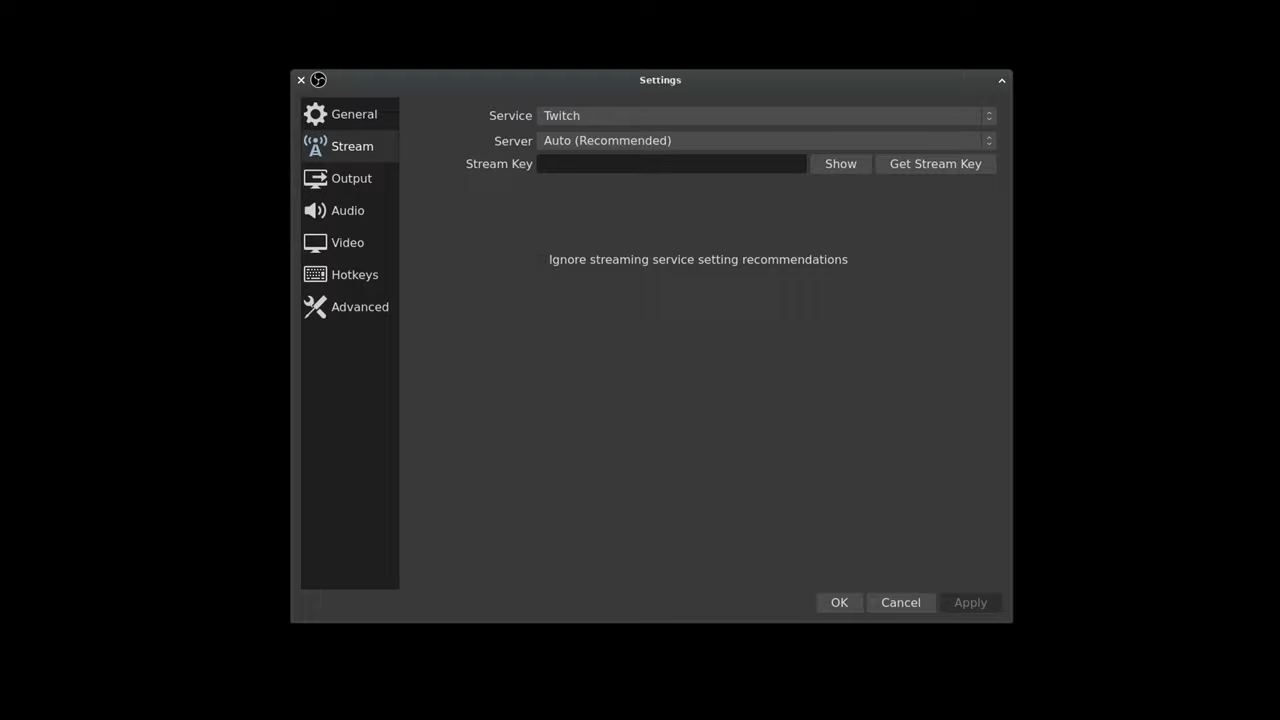 Settings
General
Stream
Output
Audio
Video
Hotkeys
Advanced
Service Twitch
Server Auto (Recommended)
Stream Key Show Get Stream Key
Ignore streaming service setting recommendations
OK Cancel Apply